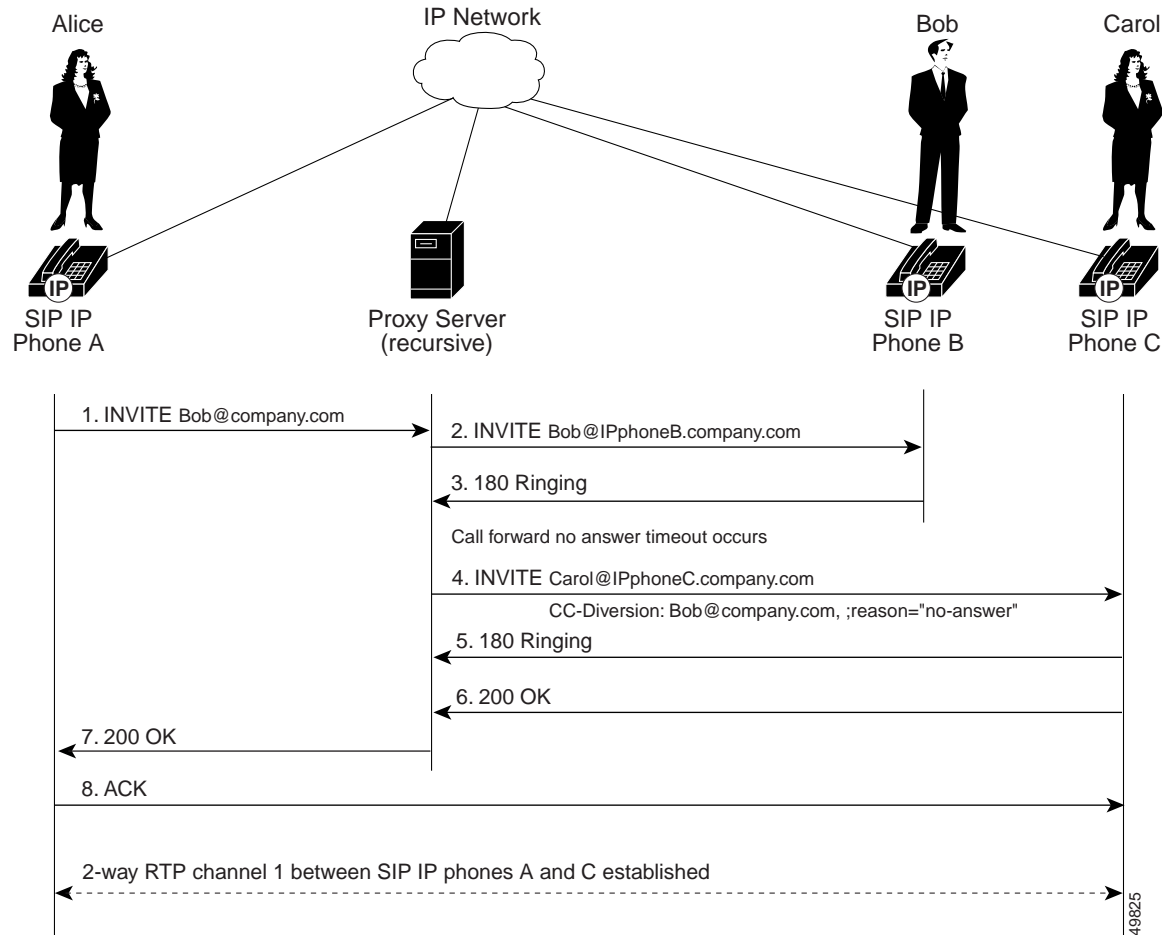 Alice
IP Network
Bob
Carol
IP
IP
IP
SIP IP
Phone A
Proxy Server
(recursive)
SIP IP
Phone B
SIP IP
Phone C
1. INVITE Bob@company.com
2. INVITE Bob@IPphoneB.company.com
3. 180 Ringing
Call forward no answer timeout occurs
4. INVITE Carol@IPphoneC.company.com
CC-Diversion: Bob@company.com, ;reason="no-answer"
5. 180 Ringing
6. 200 OK
7. 200 OK
8. ACK
2-way RTP channel 1 between SIP IP phones A and C established
49825